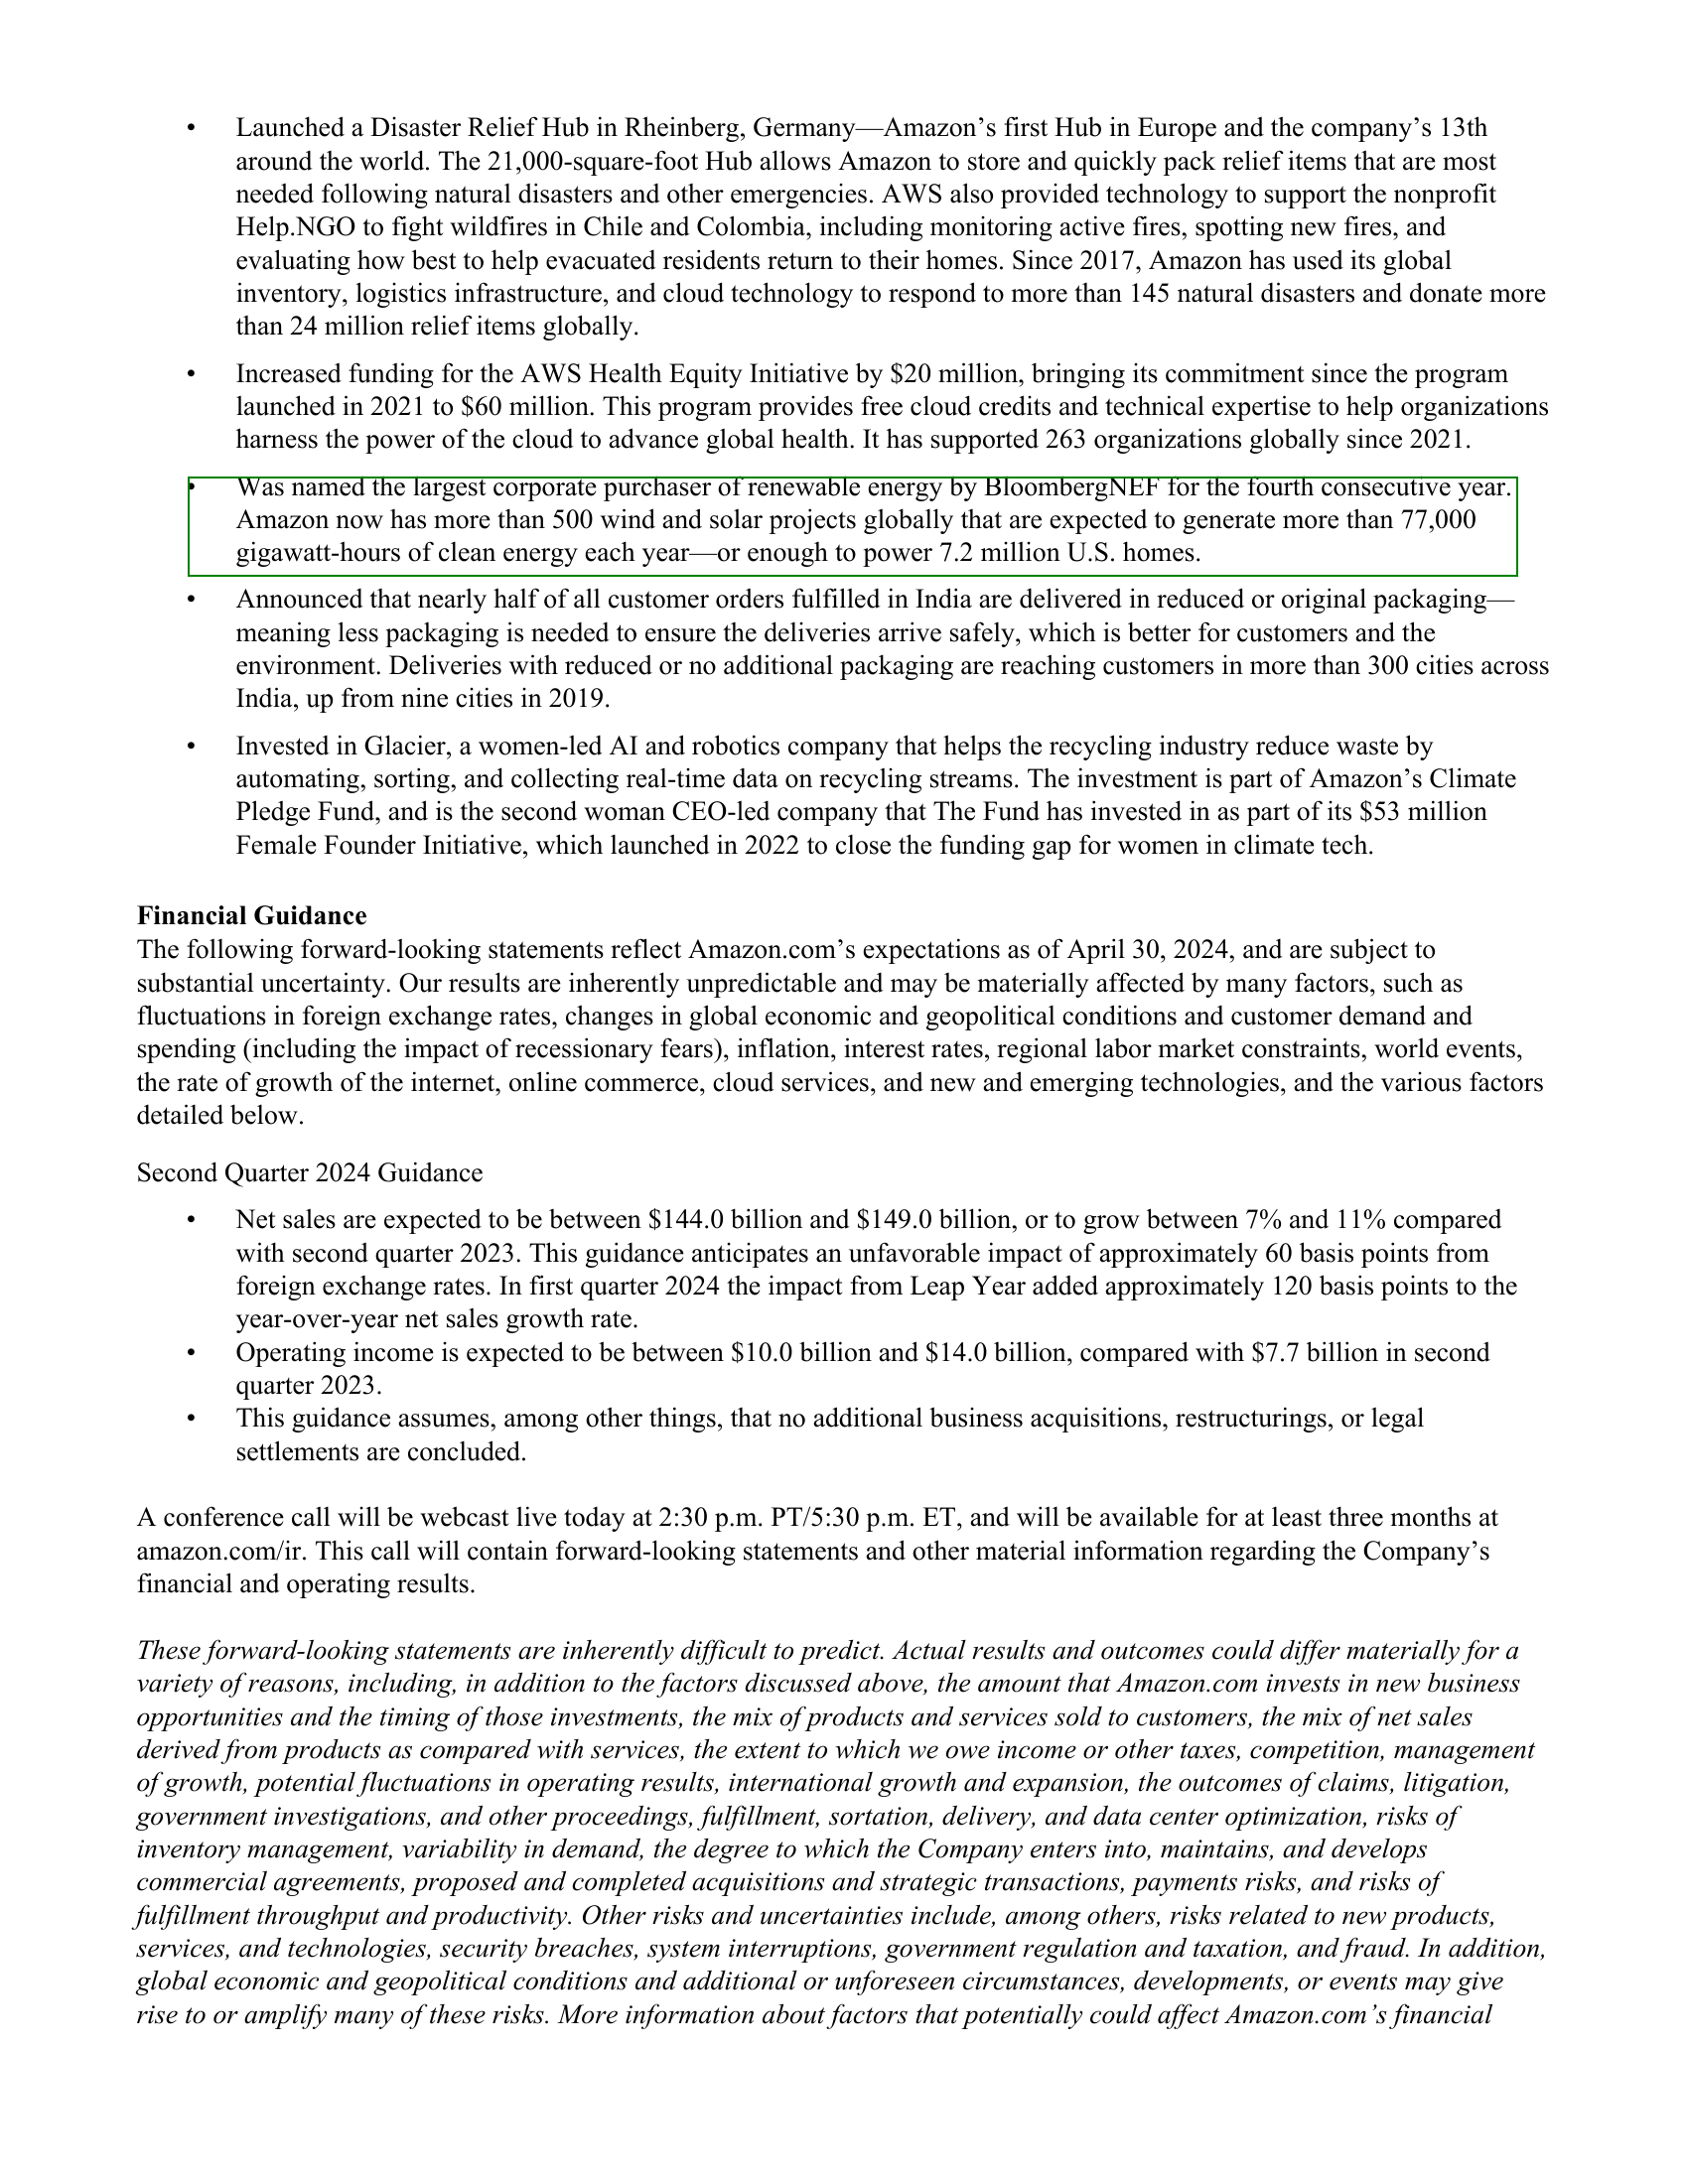 • Launched a Disaster Relief Hub in Rheinberg, Germany—Amazon’s first Hub in Europe and the company’s 13th
around the world. The 21,000-square-foot Hub allows Amazon to store and quickly pack relief items that are most
needed following natural disasters and other emergencies. AWS also provided technology to support the nonprofit
Help.NGO to fight wildfires in Chile and Colombia, including monitoring active fires, spotting new fires, and
evaluating how best to help evacuated residents return to their homes. Since 2017, Amazon has used its global
inventory, logistics infrastructure, and cloud technology to respond to more than 145 natural disasters and donate more
than 24 million relief items globally.
• Increased funding for the AWS Health Equity Initiative by $20 million, bringing its commitment since the program
launched in 2021 to $60 million. This program provides free cloud credits and technical expertise to help organizations
harness the power of the cloud to advance global health. It has supported 263 organizations globally since 2021.
• Was named the largest corporate purchaser of renewable energy by BloombergNEF for the fourth consecutive year.
Amazon now has more than 500 wind and solar projects globally that are expected to generate more than 77,000
gigawatt-hours of clean energy each year—or enough to power 7.2 million U.S. homes.
• Announced that nearly half of all customer orders fulfilled in India are delivered in reduced or original packaging—
meaning less packaging is needed to ensure the deliveries arrive safely, which is better for customers and the
environment. Deliveries with reduced or no additional packaging are reaching customers in more than 300 cities across
India, up from nine cities in 2019.
• Invested in Glacier, a women-led AI and robotics company that helps the recycling industry reduce waste by
automating, sorting, and collecting real-time data on recycling streams. The investment is part of Amazon’s Climate
Pledge Fund, and is the second woman CEO-led company that The Fund has invested in as part of its $53 million
Female Founder Initiative, which launched in 2022 to close the funding gap for women in climate tech.
Financial Guidance
The following forward-looking statements reflect Amazon.com’s expectations as of April 30, 2024, and are subject to
substantial uncertainty. Our results are inherently unpredictable and may be materially affected by many factors, such as
fluctuations in foreign exchange rates, changes in global economic and geopolitical conditions and customer demand and
spending (including the impact of recessionary fears), inflation, interest rates, regional labor market constraints, world events,
the rate of growth of the internet, online commerce, cloud services, and new and emerging technologies, and the various factors
detailed below.
Second Quarter 2024 Guidance
• Net sales are expected to be between $144.0 billion and $149.0 billion, or to grow between 7% and 11% compared
with second quarter 2023. This guidance anticipates an unfavorable impact of approximately 60 basis points from
foreign exchange rates. In first quarter 2024 the impact from Leap Year added approximately 120 basis points to the
year-over-year net sales growth rate.
• Operating income is expected to be between $10.0 billion and $14.0 billion, compared with $7.7 billion in second
quarter 2023.
• This guidance assumes, among other things, that no additional business acquisitions, restructurings, or legal
settlements are concluded.
A conference call will be webcast live today at 2:30 p.m. PT/5:30 p.m. ET, and will be available for at least three months at
amazon.com/ir. This call will contain forward-looking statements and other material information regarding the Company’s
financial and operating results.
These forward-looking statements are inherently difficult to predict. Actual results and outcomes could differ materially for a
variety of reasons, including, in addition to the factors discussed above, the amount that Amazon.com invests in new business
opportunities and the timing of those investments, the mix of products and services sold to customers, the mix of net sales
derived from products as compared with services, the extent to which we owe income or other taxes, competition, management
of growth, potential fluctuations in operating results, international growth and expansion, the outcomes of claims, litigation,
government investigations, and other proceedings, fulfillment, sortation, delivery, and data center optimization, risks of
inventory management, variability in demand, the degree to which the Company enters into, maintains, and develops
commercial agreements, proposed and completed acquisitions and strategic transactions, payments risks, and risks of
fulfillment throughput and productivity. Other risks and uncertainties include, among others, risks related to new products,
services, and technologies, security breaches, system interruptions, government regulation and taxation, and fraud. In addition,
global economic and geopolitical conditions and additional or unforeseen circumstances, developments, or events may give
rise to or amplify many of these risks. More information about factors that potentially could affect Amazon.com’s financial